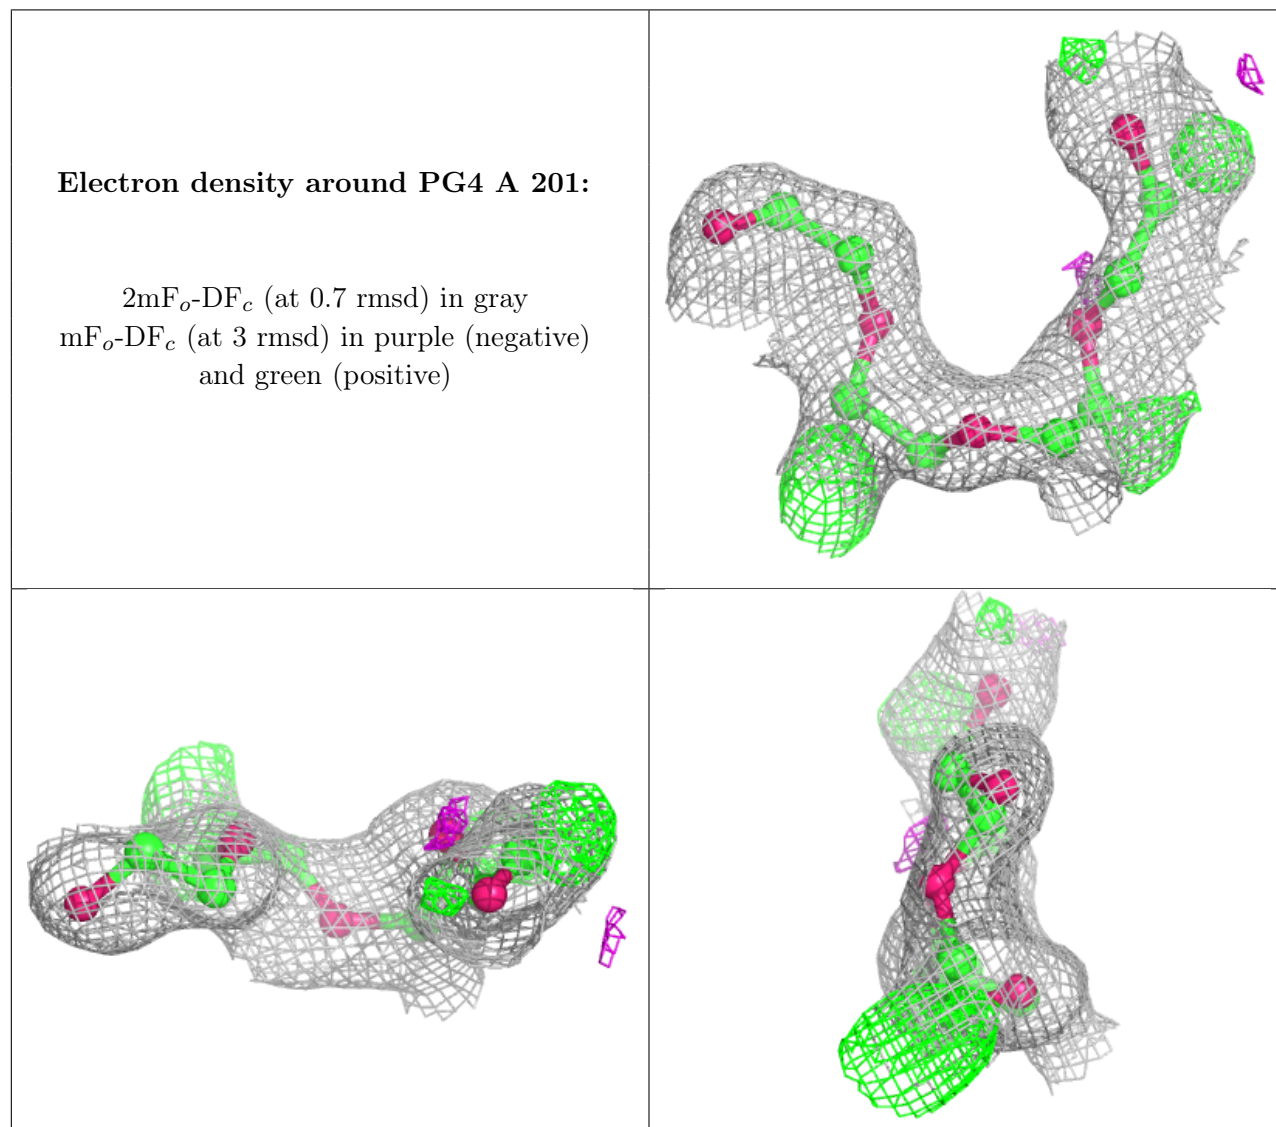 Electron density around PG4 A 201:
2mFo-DFc (at 0.7 rmsd) in gray
mFo-DFc (at 3 rmsd) in purple (negative)
and green (positive)